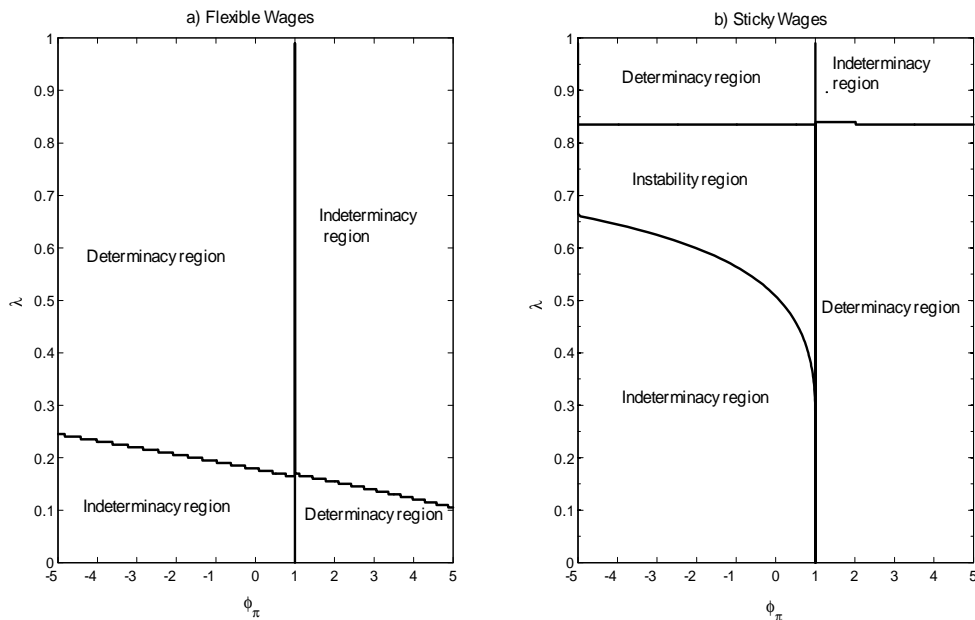 a) Flexible Wages
1
0.9
0.8
0.7
0.6
0.5
0.4
0.3
0.2
0.1
0
λ
Indeterminacy
region
Determinacy region
Indeterminacy region
Determinacy region
-5 -4 -3 -2 -1 0 1 2 3 4 5
ϕπ
b) Sticky Wages
1
0.9
0.8
0.7
0.6
0.5
0.4
0.3
0.2
0.1
0
λ
Determinacy region
Indeterminacy
region
Instability region
Determinacy region
Indeterminacy region
-5 -4 -3 -2 -1 0 1 2 3 4 5
ϕπ